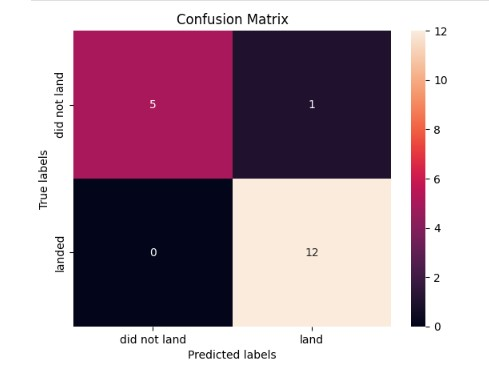 Confusion Matrix
did not land
landed
True labels
5
1
0
12
did not land
land
Predicted labels
12
10
8
6
4
2
0